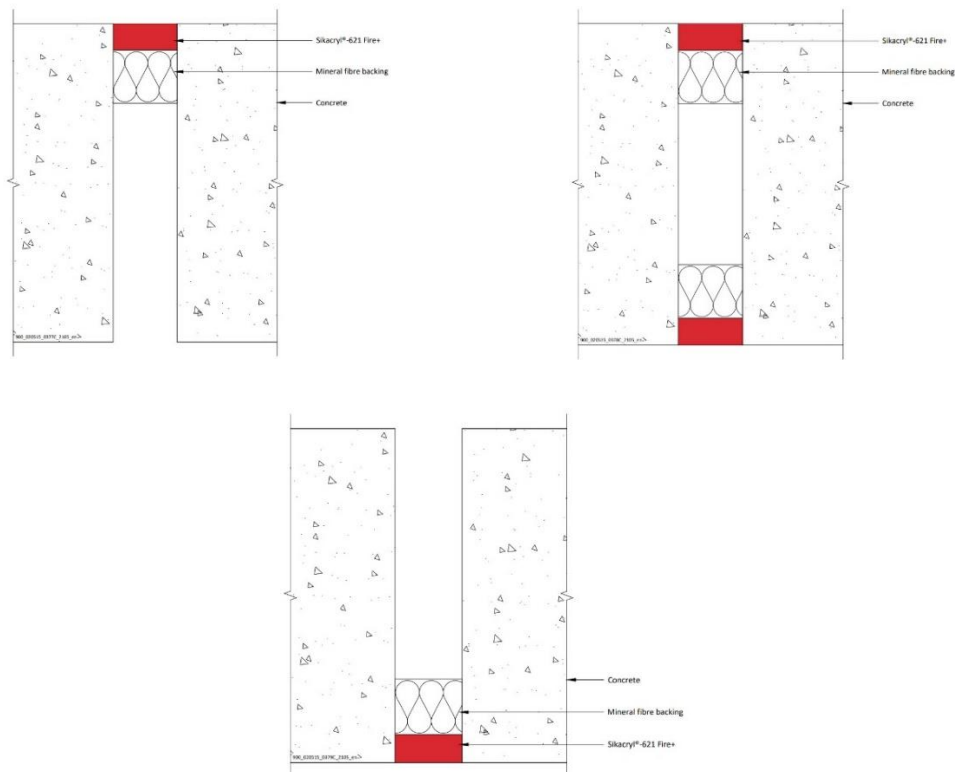 Sikacryl®-621 Fire+
Mineral fibre backing
Concrete
Sikacryl®-621 Fire+
Mineral fibre backing
Concrete
Concrete
Mineral fibre backing
Sikacryl®-621 Fire+